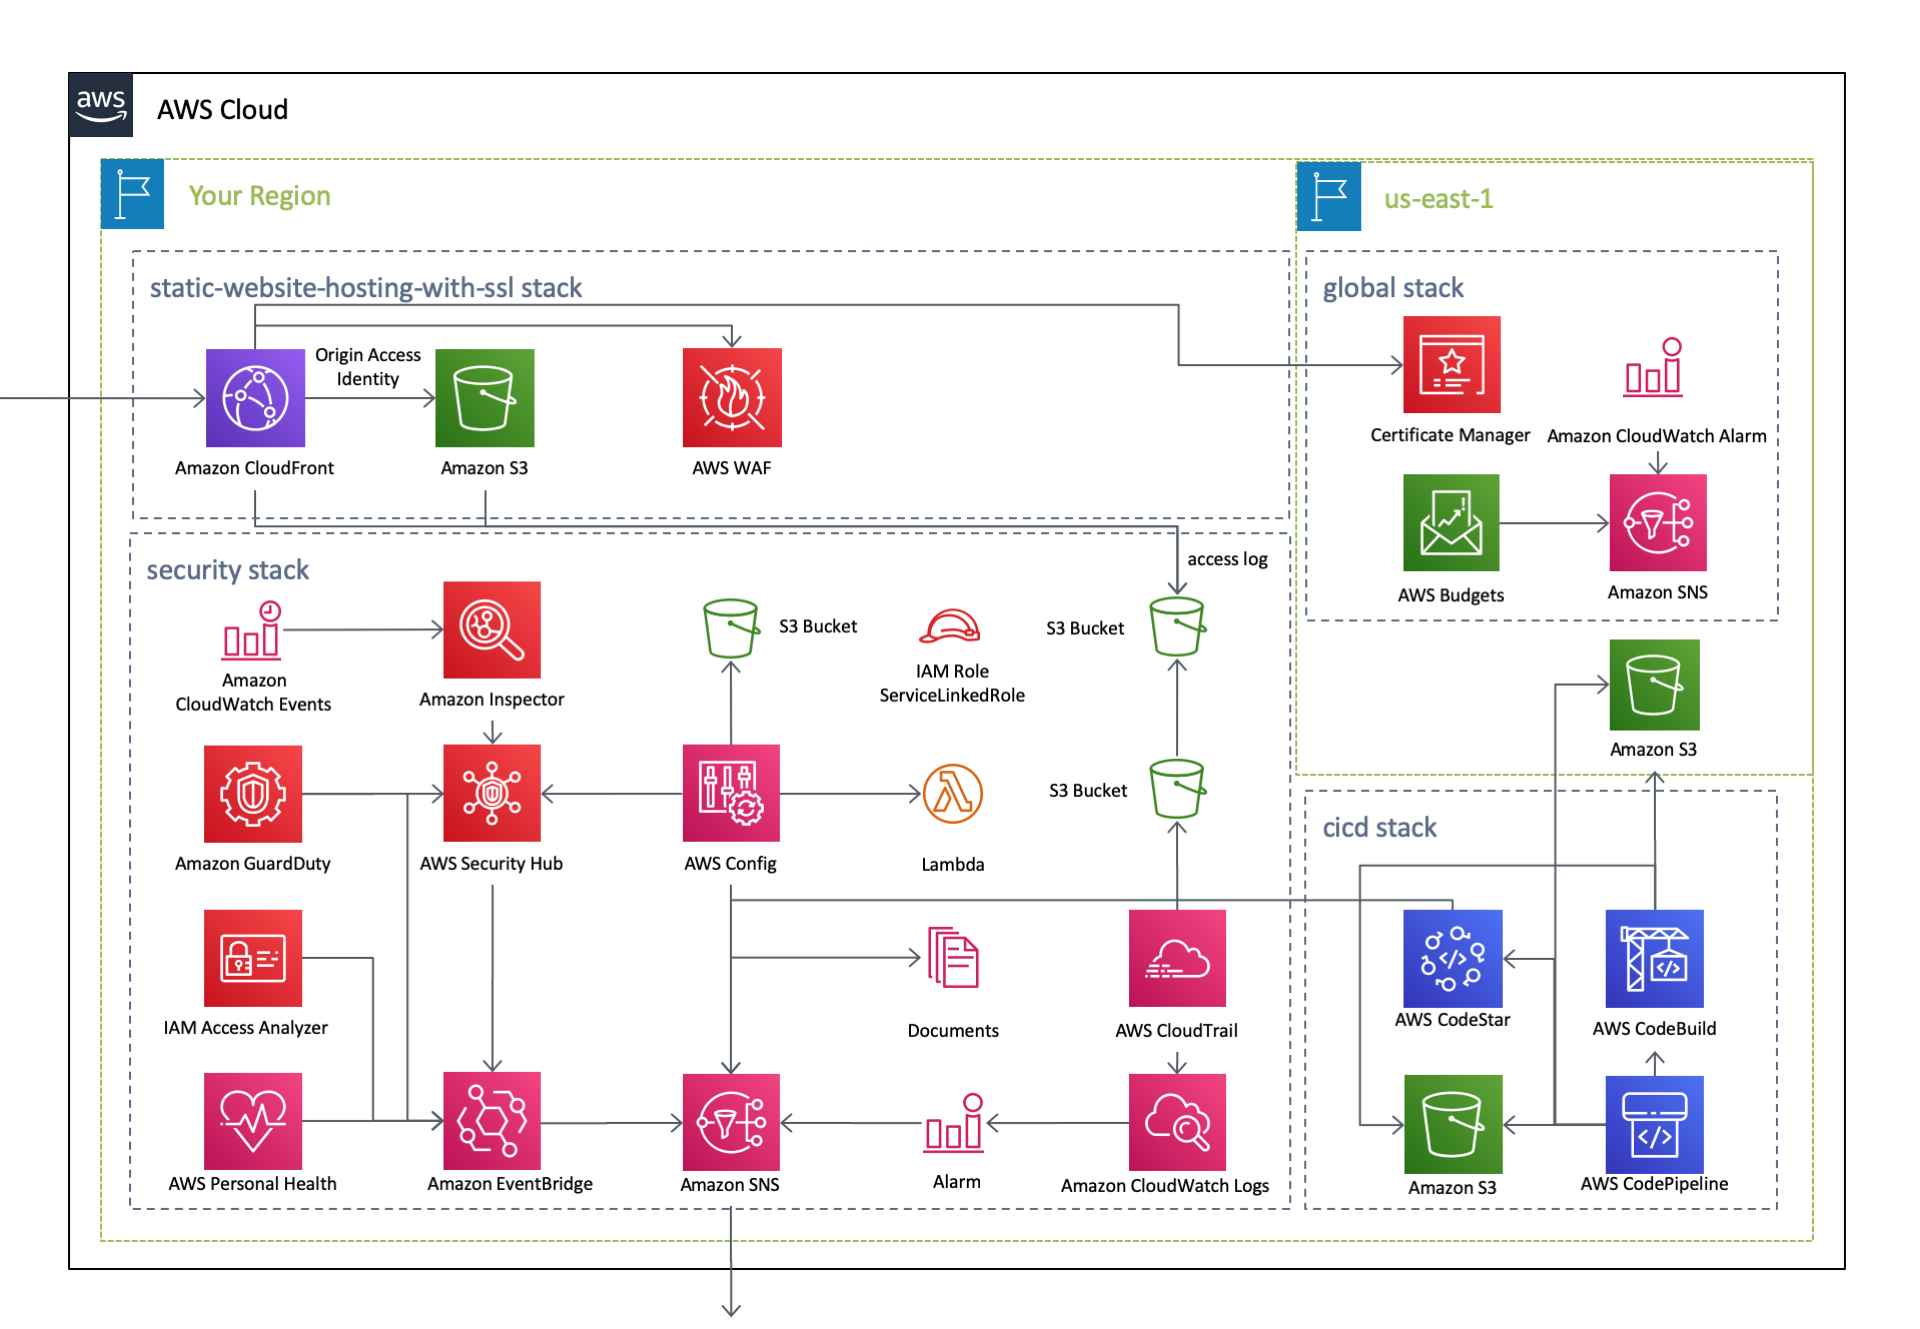 aws
AWS Cloud
Your Region
us-east-1
static-website-hosting-with-ssl stack
Origin Access
Identity
Amazon CloudFront
Amazon S3
AWS WAF
global stack
Certificate Manager
Amazon CloudWatch Alarm
AWS Budgets
Amazon SNS
Amazon S3
security stack
access log
Amazon
CloudWatch Events
Amazon Inspector
S3 Bucket
IAM Role
ServiceLinkedRole
S3 Bucket
Amazon GuardDuty
AWS Security Hub
AWS Config
Lambda
S3 Bucket
IAM Access Analyzer
Documents
AWS CloudTrail
AWS Personal Health
Amazon EventBridge
Amazon SNS
Alarm
Amazon CloudWatch Logs
cicd stack
AWS CodeStar
AWS CodeBuild
Amazon S3
AWS CodePipeline